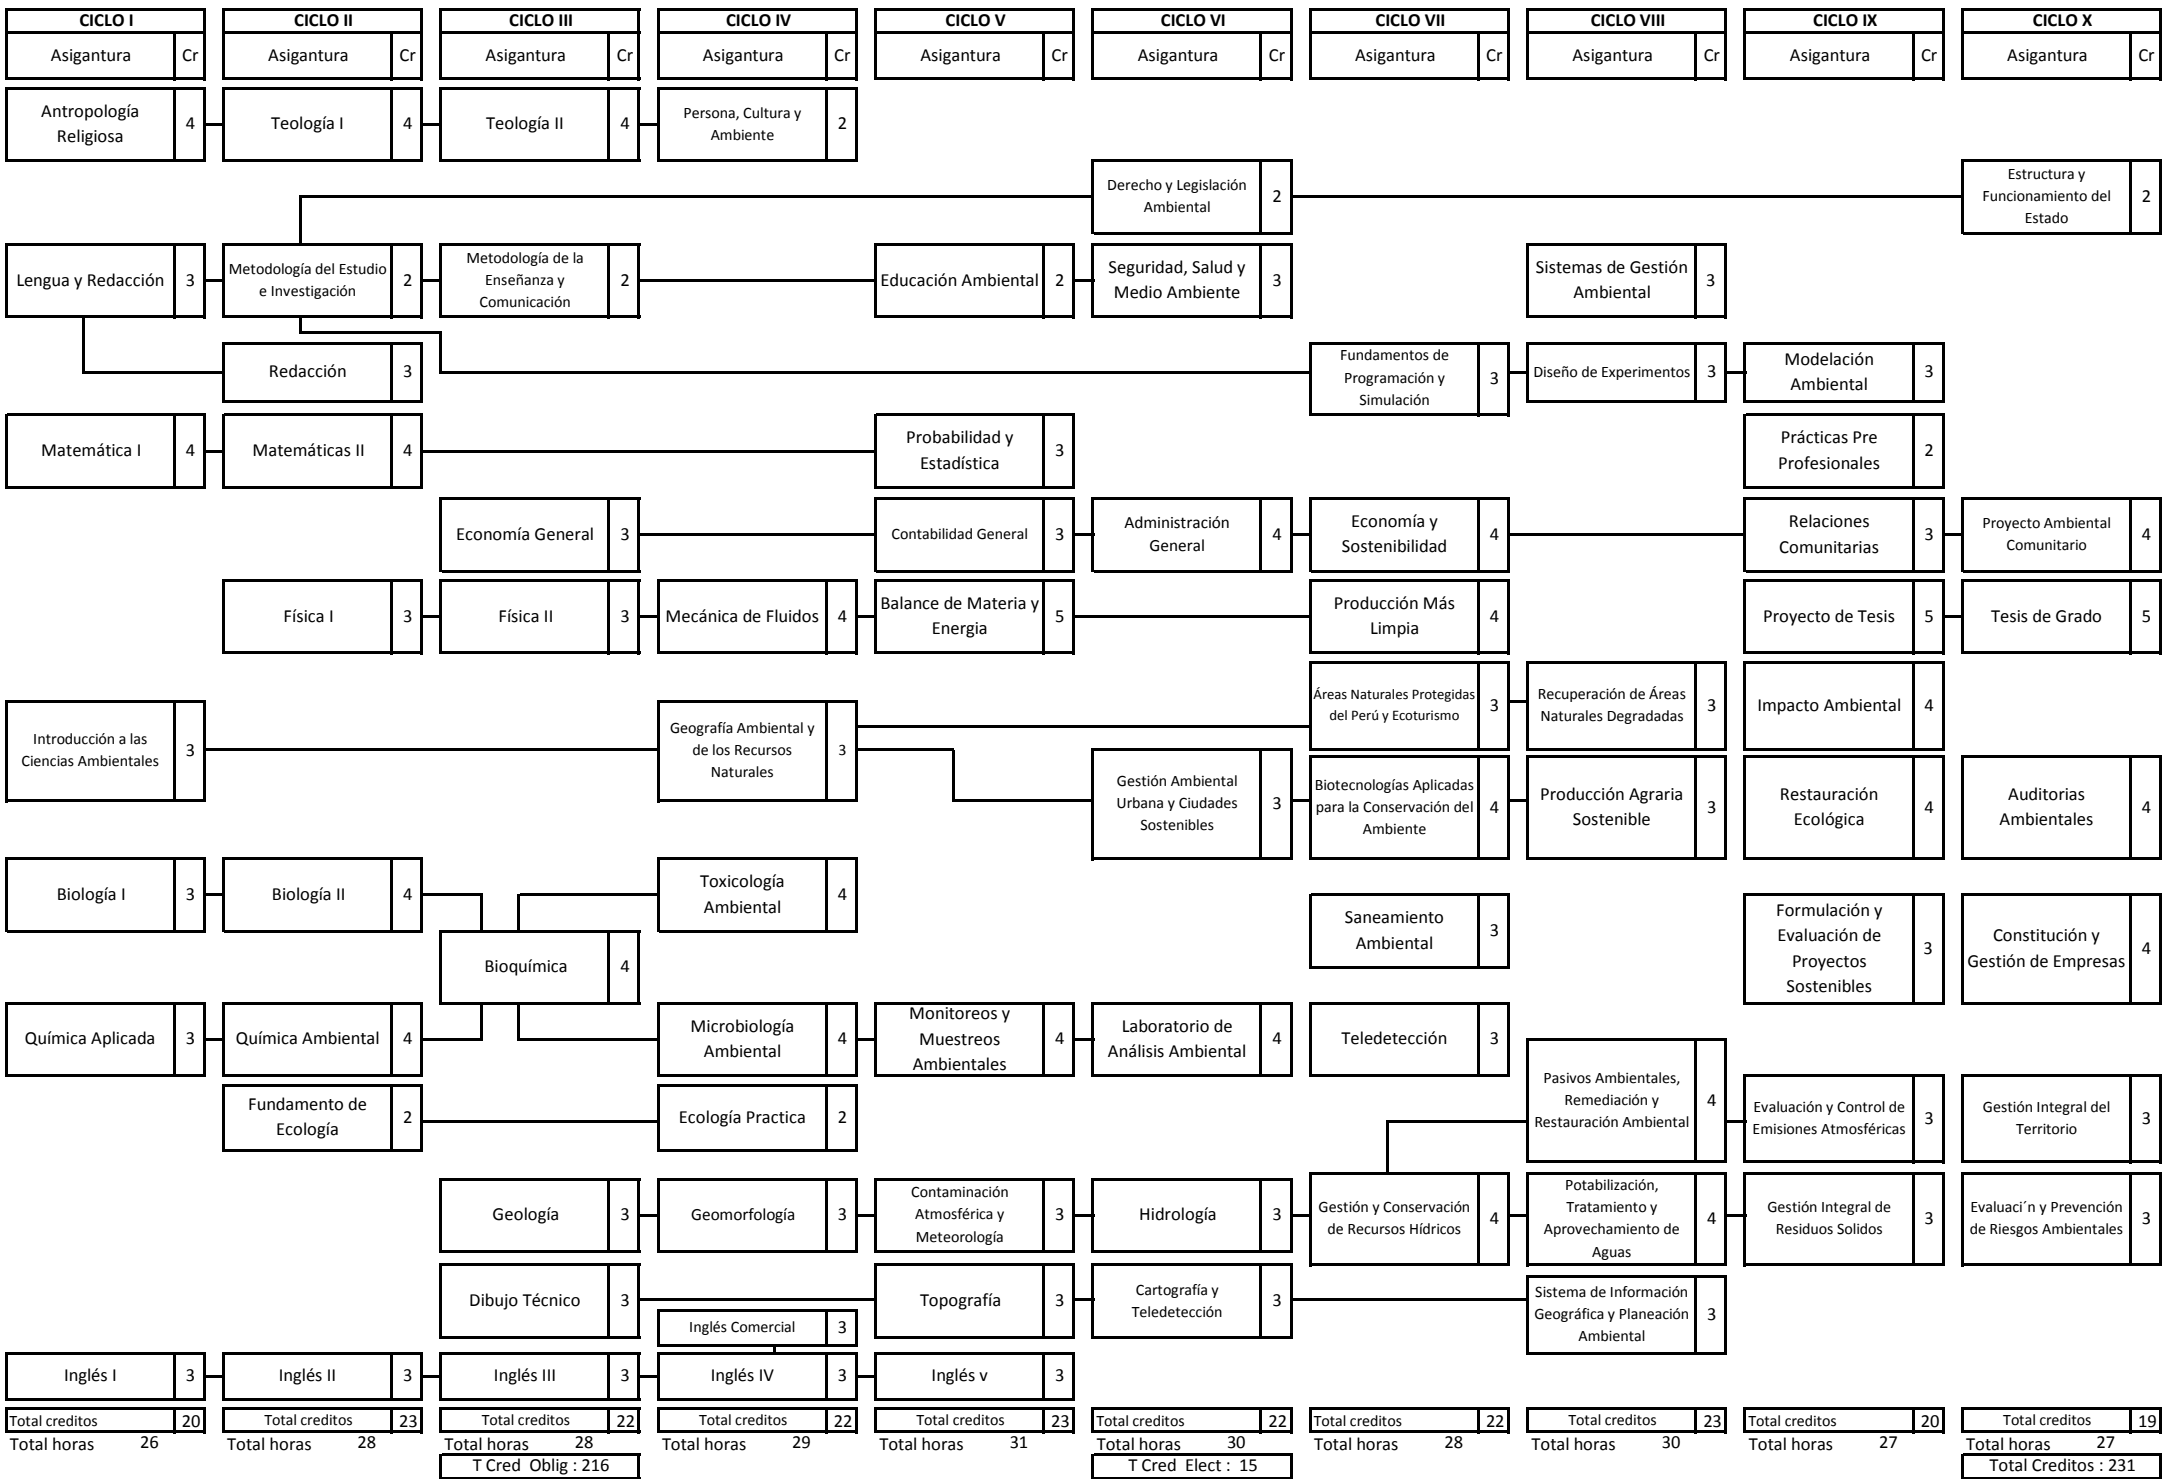 CICLO I
CICLO II
CICLO III
CICLO IV
CICLO V
CICLO VI
CICLO VII
CICLO VIII
CICLO IX
CICLO X
Asigantura Cr
Asigantura Cr
Asigantura Cr
Asigantura Cr
Asigantura Cr
Asigantura Cr
Asigantura Cr
Asigantura Cr
Asigantura Cr
Asigantura Cr
Antropología
Religiosa
4
Teología I 4
Teología II 4
Persona, Cultura y
Ambiente
2
Derecho y Legislación
Ambiental
2
Estructura y
Funcionamiento del
Estado
2
Lengua y Redacción 3
Metodología del Estudio
e Investigación
2
Metodología de la
Enseñanza y
Comunicación
2
Educación Ambiental 2
Seguridad, Salud y
Medio Ambiente
3
Sistemas de Gestión
Ambiental
3
Redacción 3
Fundamentos de
Programación y
Simulación
3
Diseño de Experimentos 3
Modelación
Ambiental
3
Matemática I 4
Matemáticas II 4
Probabilidad y
Estadística
3
Prácticas Pre
Profesionales
2
Economía General 3
Contabilidad General 3
Administración
General
4
Economía y
Sostenibilidad
4
Relaciones
Comunitarias
3
Proyecto Ambiental
Comunitario
4
Física I 3
Física II 3
Mecánica de Fluidos 4
Balance de Materia y
Energia
5
Producción Más
Limpia
4
Proyecto de Tesis 5
Tesis de Grado 5
Introducción a las
Ciencias Ambientales
3
Geografía Ambiental y
de los Recursos
Naturales
3
Áreas Naturales Protegidas
del Perú y Ecoturismo
3
Recuperación de Áreas
Naturales Degradadas
3
Impacto Ambiental 4
Gestión Ambiental
Urbana y Ciudades
Sostenibles
3
Biotecnologías Aplicadas
para la Conservación del
Ambiente
4
Producción Agraria
Sostenible
3
Restauración
Ecológica
4
Auditorias
Ambientales
4
Biología I 3
Biología II 4
Toxicología
Ambiental
4
Saneamiento
Ambiental
3
Formulación y
Evaluación de
Proyectos
Sostenibles
3
Constitución y
Gestión de Empresas
4
Bioquímica 4
Química Aplicada 3
Química Ambiental 4
Microbiología
Ambiental
4
Monitoreos y
Muestreos
Ambientales
4
Laboratorio de
Análisis Ambiental
4
Teledetección 3
Pasivos Ambientales,
Remediación y
Restauración Ambiental
4
Fundamento de
Ecología
2
Ecología Practica 2
Evaluación y Control de
Emisiones Atmosféricas
3
Gestión Integral del
Territorio
3
Geología 3
Geomorfología 3
Contaminación
Atmosférica y
Meteorología
3
Hidrología 3
Gestión y Conservación
de Recursos Hídricos
4
Potabilización,
Tratamiento y
Aprovechamiento de
Aguas
4
Gestión Integral de
Residuos Solidos
3
Evaluaci´n y Prevención
de Riesgos Ambientales
3
Dibujo Técnico 3
Inglés Comercial 3
Topografía 3
Cartografía y
Teledetección
3
Sistema de Información
Geográfica y Planeación
Ambiental
3
Inglés I 3
Inglés II 3
Inglés III 3
Inglés IV 3
Inglés v 3
Total creditos 20
Total creditos 23
Total creditos 22
Total creditos 22
Total creditos 23
Total creditos 22
Total creditos 22
Total creditos 23
Total creditos 20
Total creditos 19
Total horas 26
Total horas 28
Total horas 28
Total horas 29
Total horas 31
Total horas 30
Total horas 28
Total horas 30
Total horas 27
Total horas 27
T Cred Oblig : 216
T Cred Elect : 15
Total Creditos : 231